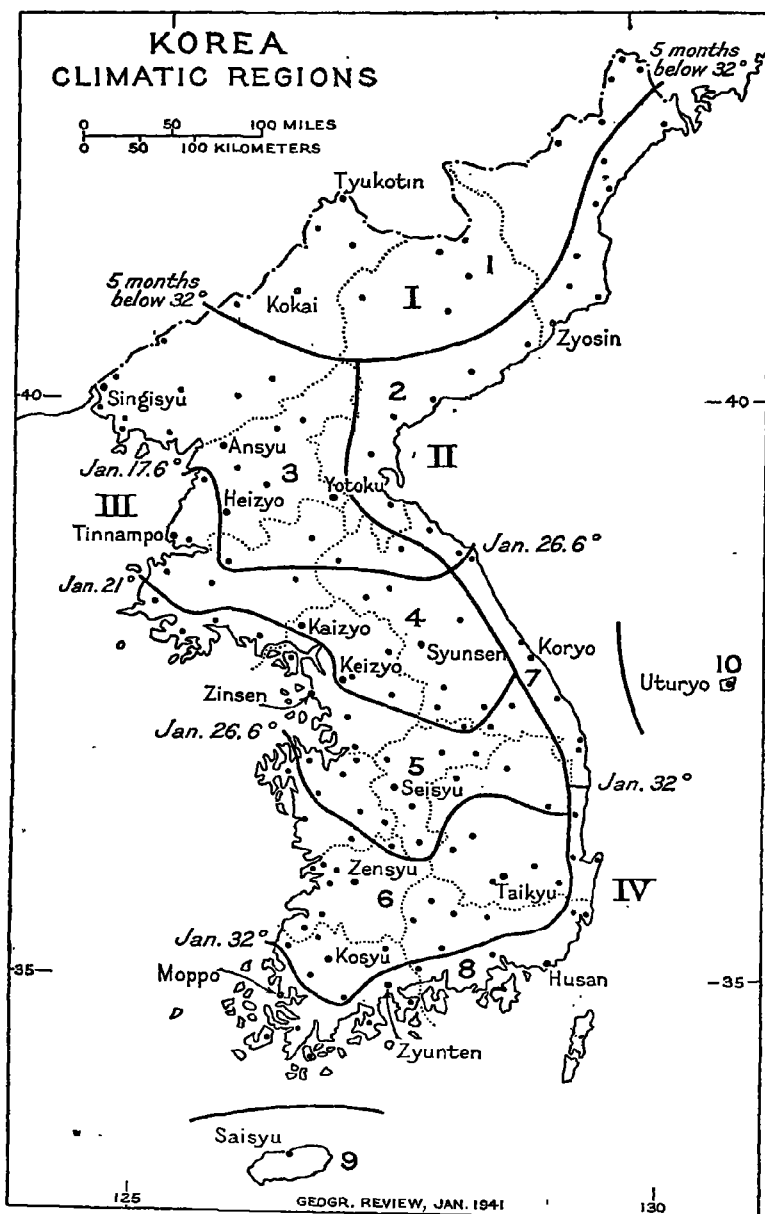 KOREA
CLIMATIC REGIONS
0 50 100 MILES
0 50 100 KILOMETERS
5 months
below 32°
Tyukotin
1
I
5 months
below 32°
Kokai
Zyosin
2
40
40
Singisyu
Ansyu
II
Jan. 17.6°
3
III
Heizyo
Yotoku
Tinnampo
Jan. 26.6°
Jan. 21°
4
Kaizyo
Syunsen
Koryo
Keizyo
7
10
Uturyo
Zinsen
Jan. 26.6°
5
Jan. 32°
Seisyu
Zensyu
Taikyu
IV
6
Jan. 32°
Kosyu
35
35
8
Moppo
Husan
Zyunten
Saisyu
9
125
130
GEOGR. REVIEW, JAN. 1941